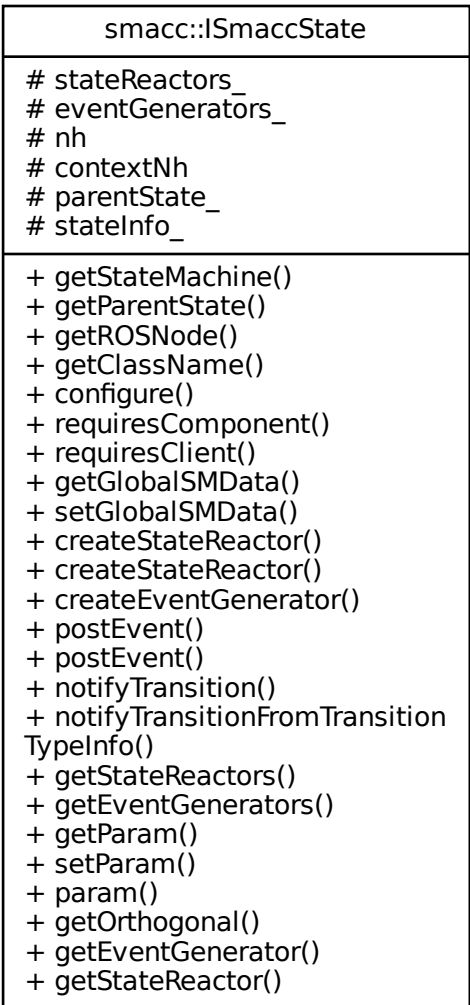 smacc::ISmaccState
# stateReactors_
# eventGenerators_
# nh
# contextNh
# parentState_
# stateInfo_
+ getStateMachine()
+ getParentState()
+ getROSNode()
+ getClassName()
+ configure()
+ requiresComponent()
+ requiresClient()
+ getGlobalSMData()
+ setGlobalSMData()
+ createStateReactor()
+ createStateReactor()
+ createEventGenerator()
+ postEvent()
+ postEvent()
+ notifyTransition()
+ notifyTransitionFromTransition
TypeInfo()
+ getStateReactors()
+ getEventGenerators()
+ getParam()
+ setParam()
+ param()
+ getOrthogonal()
+ getEventGenerator()
+ getStateReactor()